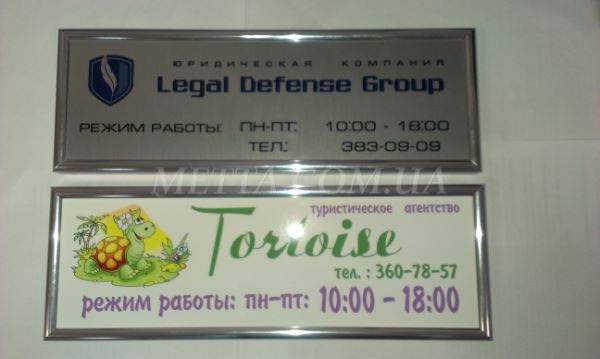 ЮРИДИЧЕСКАЯ КОМПАНИЯ
Legal Defense Group
РЕЖИМ РАБОТЫ: ПН-ПТ: 10:00 - 18:00
ТЕЛ.: 383-09-09
METTA.COM.UA
туристическое агентство
Tortoise
тел. : 360-78-57
режим работы: пн-пт: 10:00 - 18:00